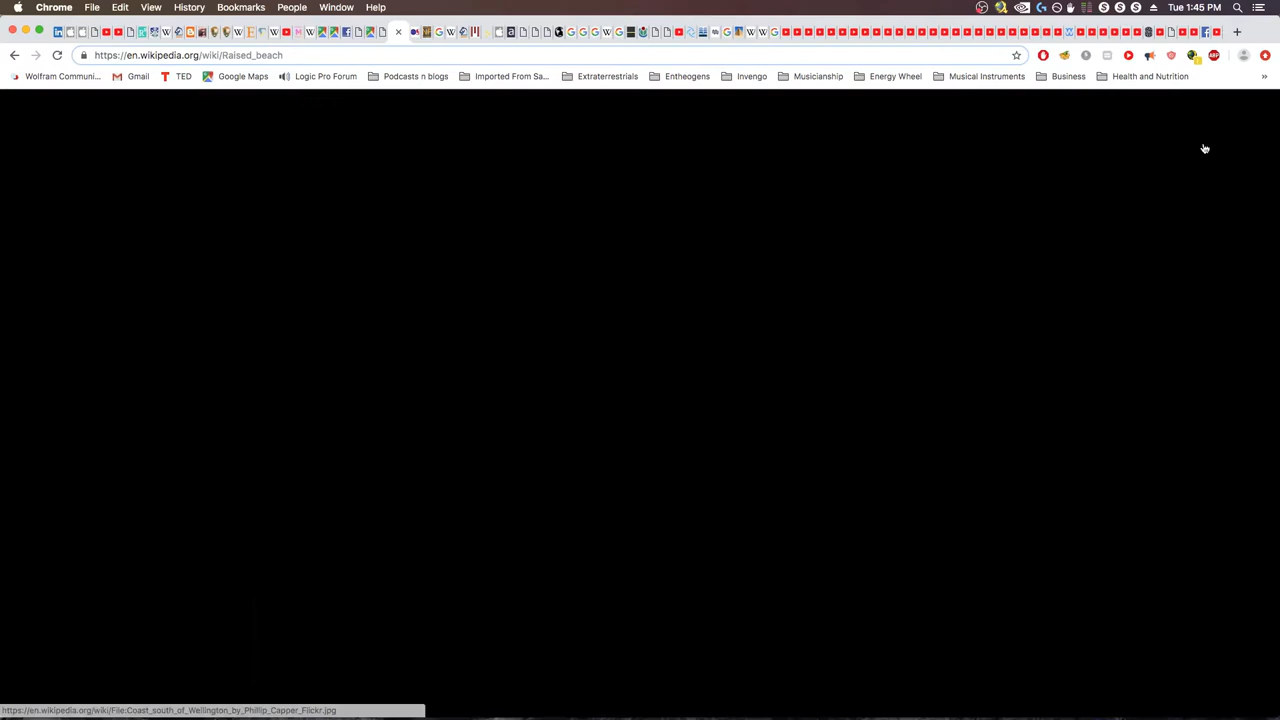 Chrome File Edit View History Bookmarks People Window Help Tue 1:45 PM
https://en.wikipedia.org/wiki/Raised_beach
Wolfram Communi... Gmail TED Google Maps Logic Pro Forum Podcasts n blogs Imported From Sa... Extraterrestrials Entheogens Invengo Musicianship Energy Wheel Musical Instruments Business Health and Nutrition »
https://en.wikipedia.org/wiki/File:Coast_south_of_Wellington_by_Phillip_Capper_Flickr.jpg